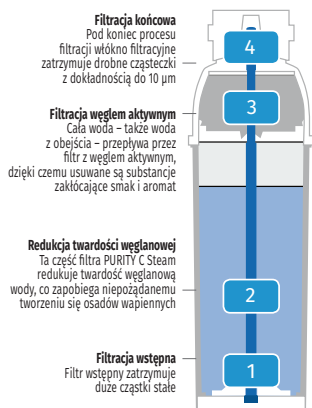 Filtracja końcowa
Pod koniec procesu
filtracji włókno filtracyjne
zatrzymuje drobne cząsteczki
z dokładnością do 10 µm
4
Filtracja węglem aktywnym
Cała woda – także woda
z obejścia – przepływa przez
filtr z węglem aktywnym,
dzięki czemu usuwane są substancje
zakłócające smak i aromat
3
Redukcja twardości węglanowej
Ta część filtra PURITY C Steam
redukuje twardość węglanową
wody, co zapobiega niepożądanemu
tworzeniu się osadów wapiennych
2
Filtracja wstępna
Filtr wstępny zatrzymuje
duże cząstki stałe
1